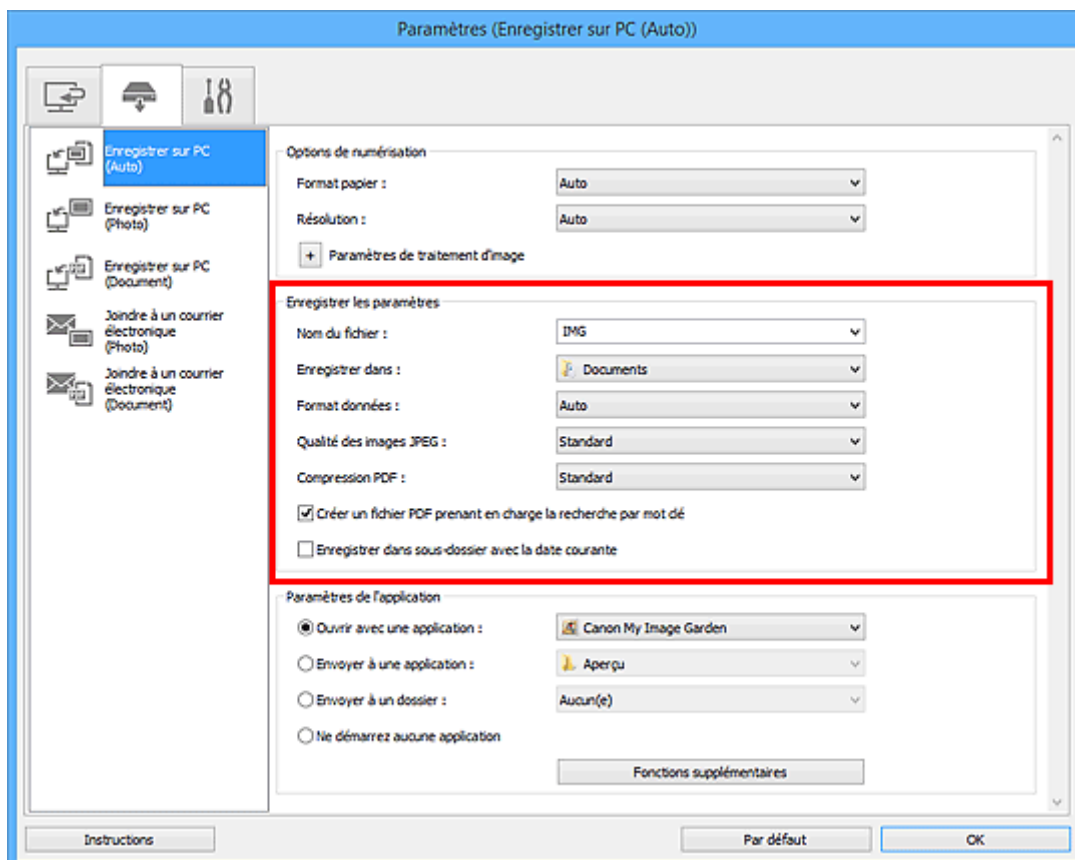 Paramètres (Enregistrer sur PC (Auto))
Enregistrer sur PC
(Auto)
Enregistrer sur PC
(Photo)
Enregistrer sur PC
(Document)
Joindre à un courrier
électronique
(Photo)
Joindre à un courrier
électronique
(Document)
Options de numérisation
Format papier : Auto
Résolution : Auto
+ Paramètres de traitement d'image
Enregistrer les paramètres
Nom du fichier : IMG
Enregistrer dans : Documents
Format données : Auto
Qualité des images JPEG : Standard
Compression PDF : Standard
Créer un fichier PDF prenant en charge la recherche par mot clé
Enregistrer dans sous-dossier avec la date courante
Paramètres de l'application
Ouvrir avec une application : Canon My Image Garden
Envoyer à une application : Aperçu
Envoyer à un dossier : Aucun(e)
Ne démarrez aucune application
Fonctions supplémentaires
Instructions Par défaut OK